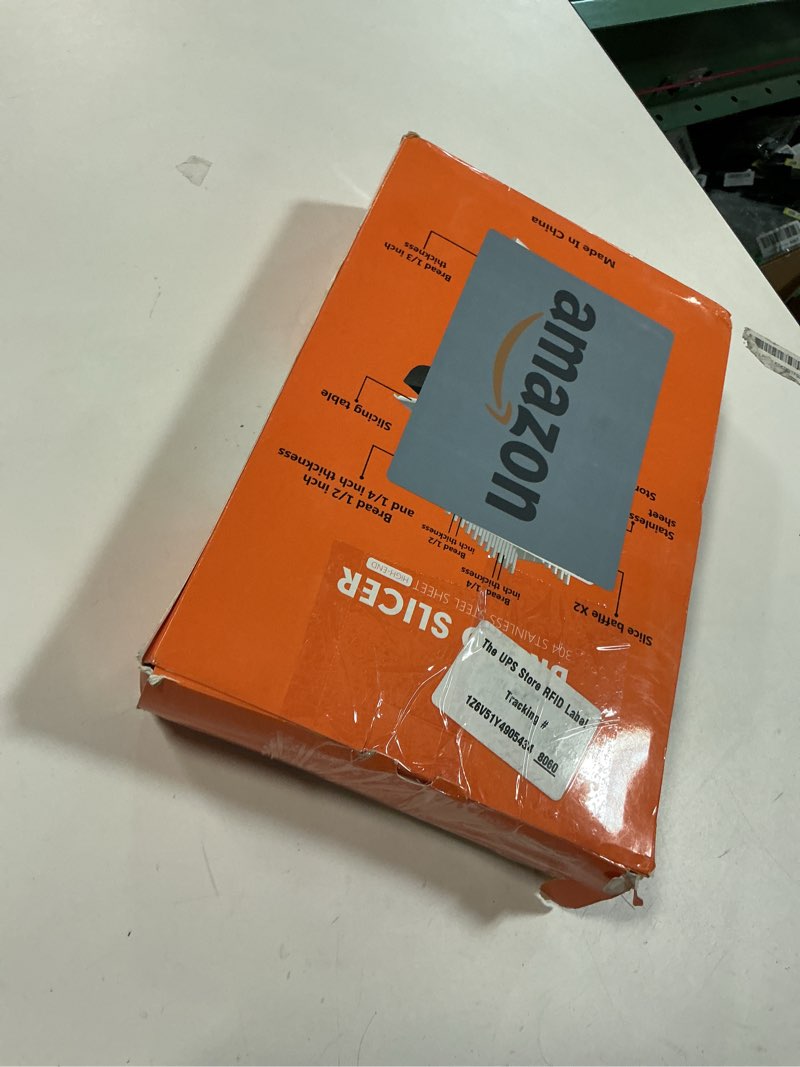 Made In China
Bread 1/3 inch
thickness
amazon
Slicing table
Bread 1/2 inch
and 1/4 inch thickness
Bread 1/2
inch thickness
Bread 1/4
inch thickness
Stainless
sheet
Slice baffle X2
SLICER
HIGH-END
304 STAINLESS STEEL SHEET
The UPS Store RFID Label
Tracking #